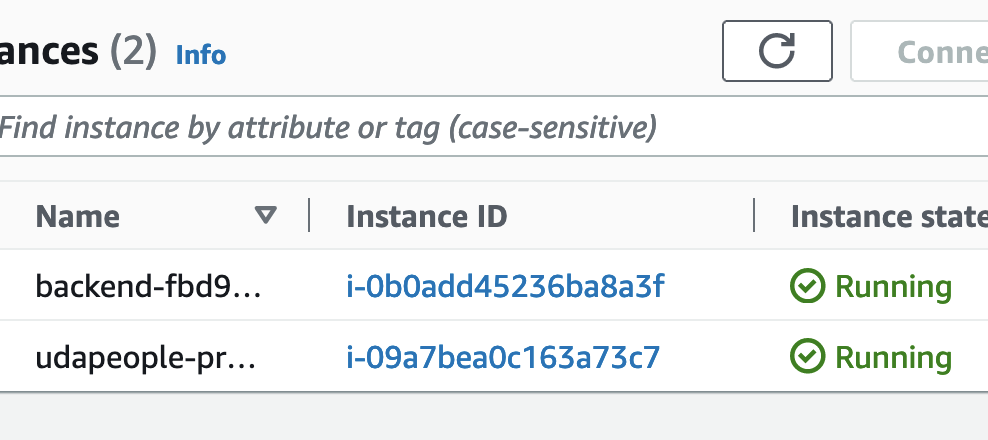 ances (2) Info
Conne
Find instance by attribute or tag (case-sensitive)
Name Instance ID Instance state
backend-fbd9... i-0b0add45236ba8a3f Running
udapeople-pr... i-09a7bea0c163a73c7 Running